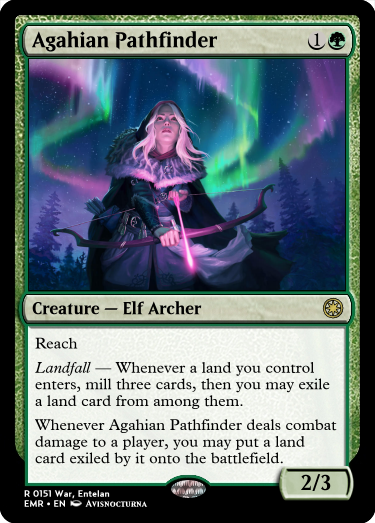 Agahian Pathfinder 1
Creature — Elf Archer
Reach
Landfall — Whenever a land you control
enters, mill three cards, then you may exile
a land card from among them.
Whenever Agahian Pathfinder deals combat
damage to a player, you may put a land
card exiled by it onto the battlefield.
2/3
R 0151 War, Entelan
EMR • EN Avisnocturna